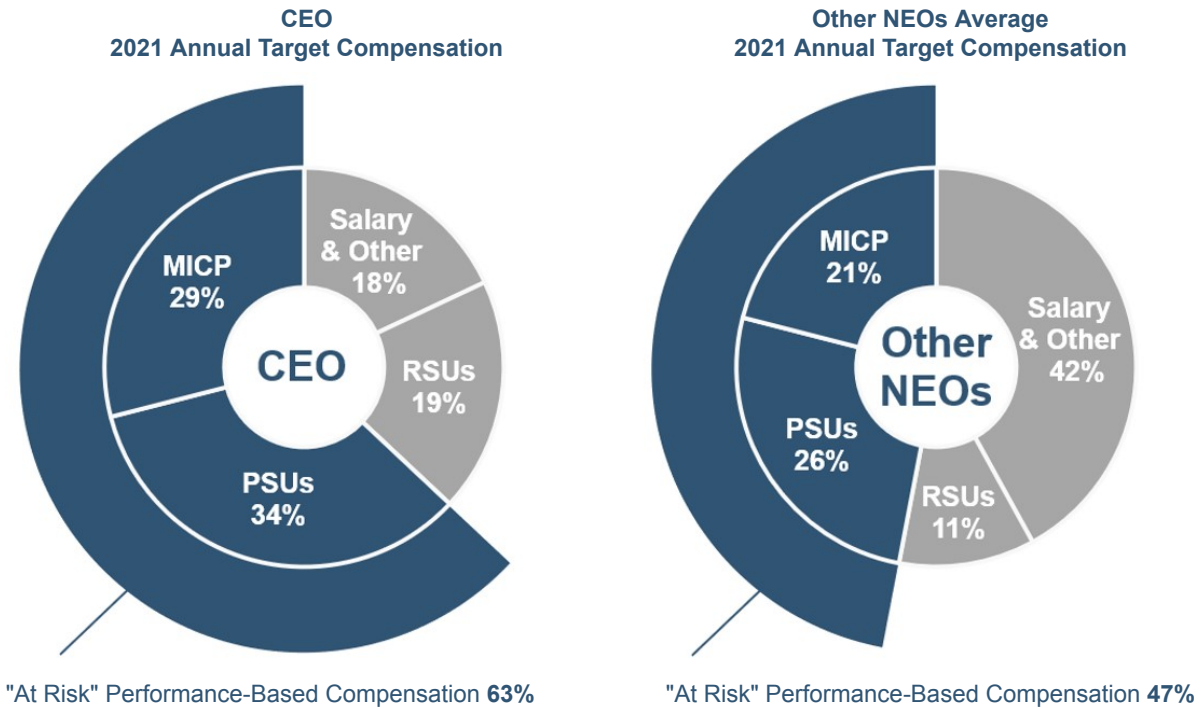 CEO
2021 Annual Target Compensation
MICP
29%
Salary
& Other
18%
CEO
RSUs
19%
PSUs
34%
"At Risk" Performance-Based Compensation 63%
Other NEOs Average
2021 Annual Target Compensation
MICP
21%
Salary
& Other
42%
Other
NEOs
PSUs
26%
RSUs
11%
"At Risk" Performance-Based Compensation 47%